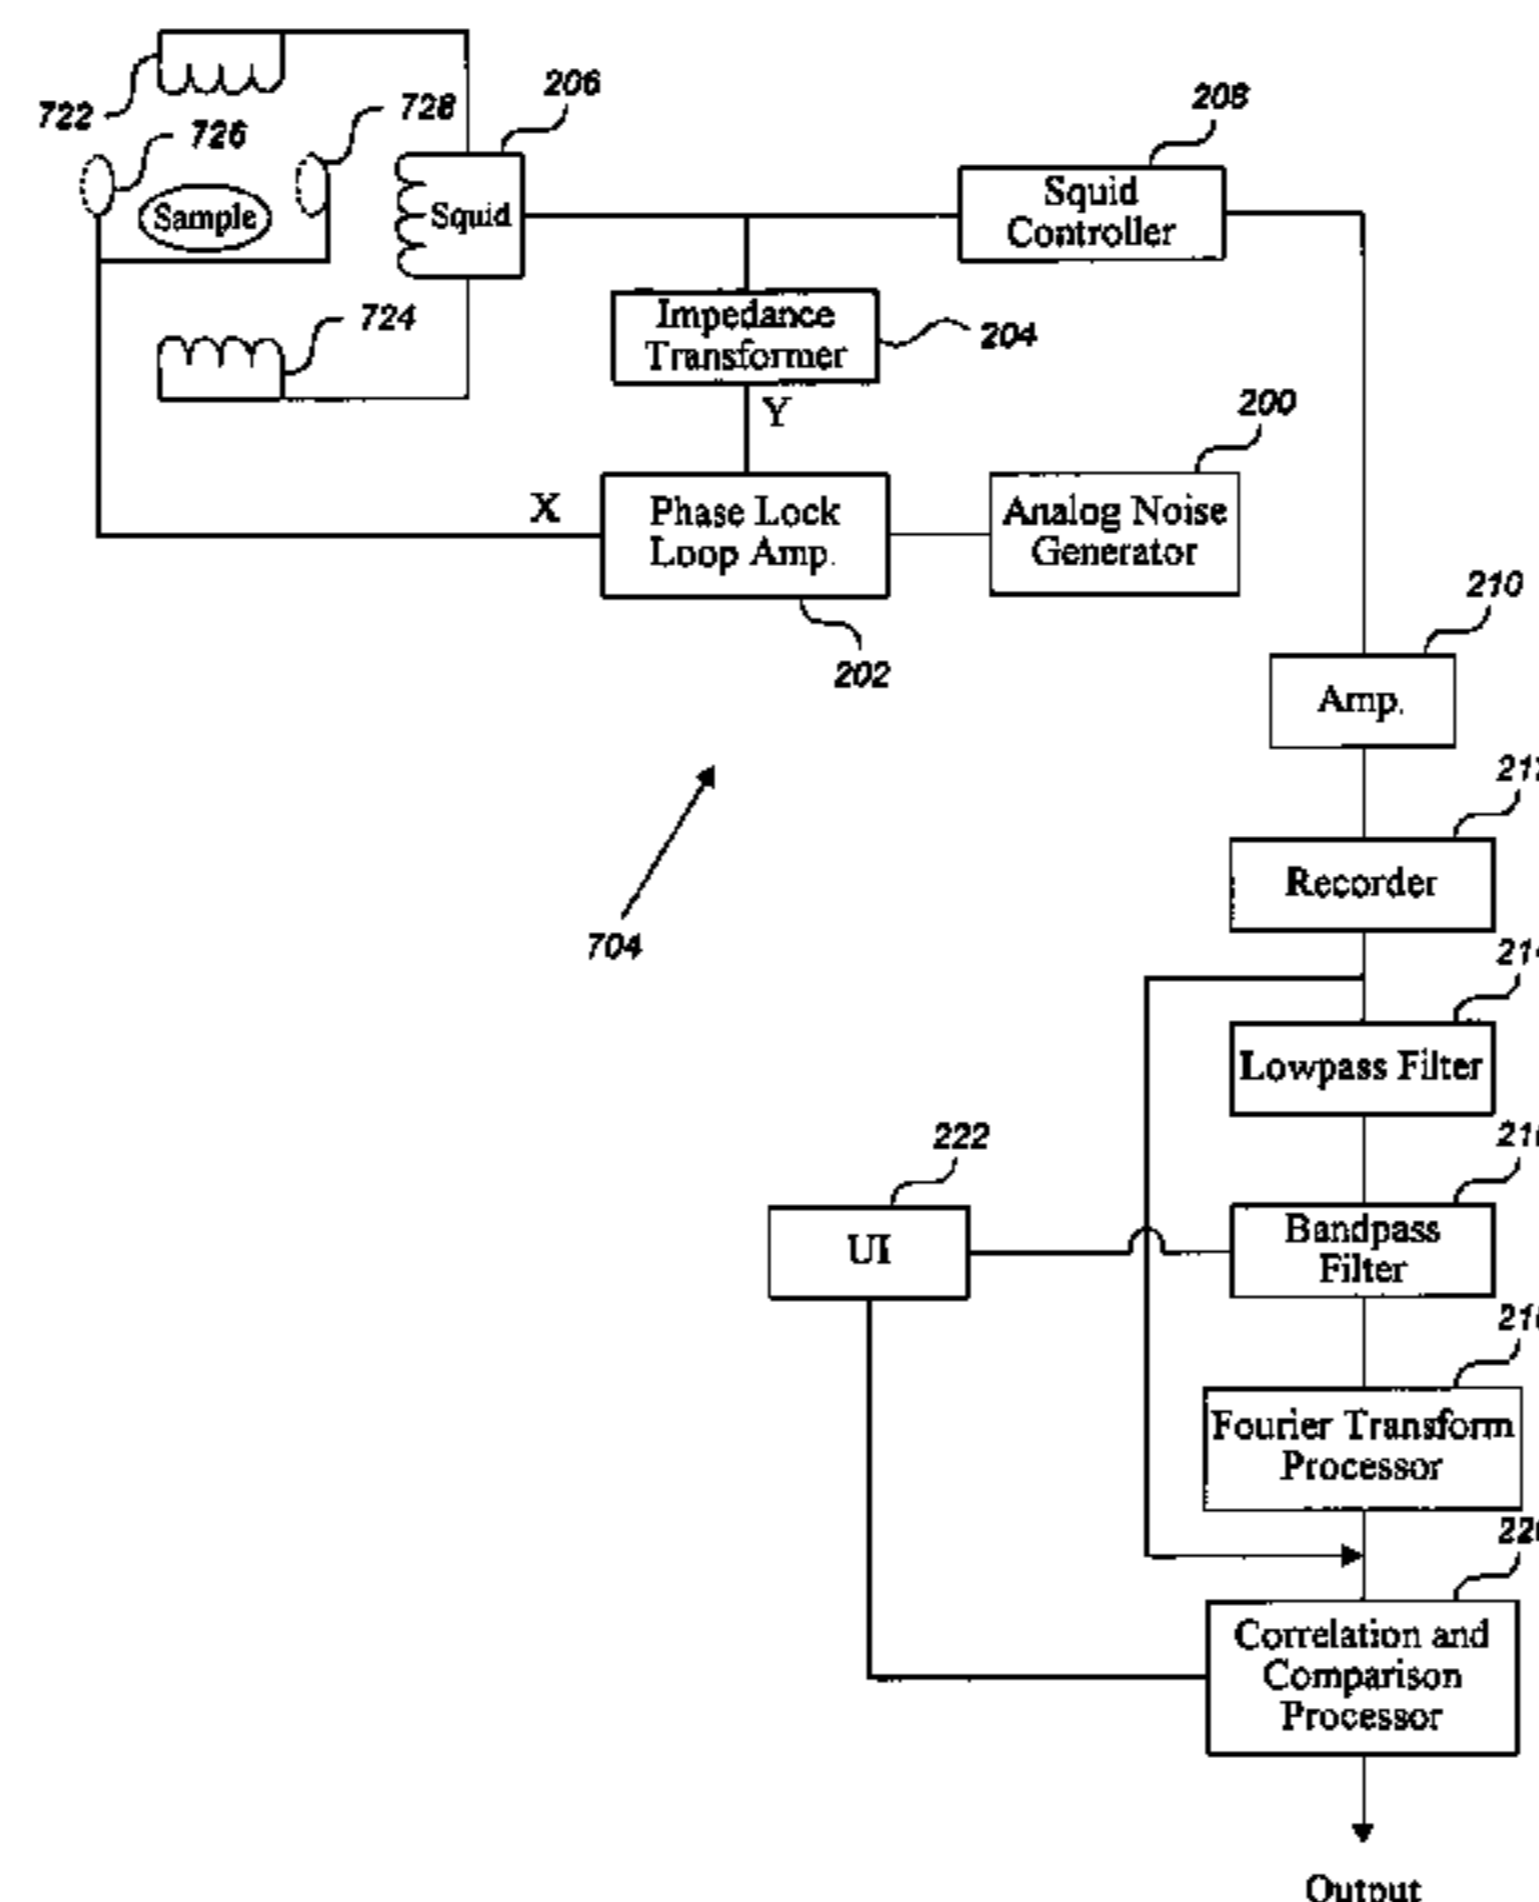 722
726
728
206
208
Sample
Squid
Squid
Controller
724
Impedance
Transformer
204
Y
200
X
Phase Lock
Loop Amp.
Analog Noise
Generator
202
210
Amp.
Recorder
704
Lowpass Filter
222
UI
Bandpass
Filter
Fourier Transform
Processor
Correlation and
Comparison
Processor
Output